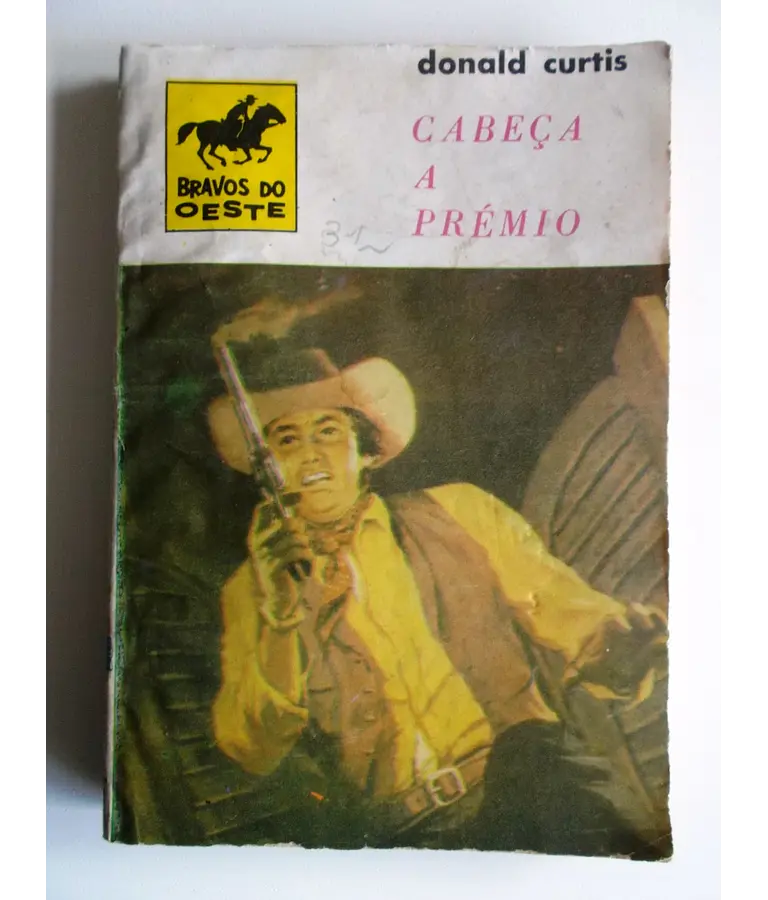 donald curtis
CABEÇA
A
PRÉMIO
BRAVOS DO
OESTE